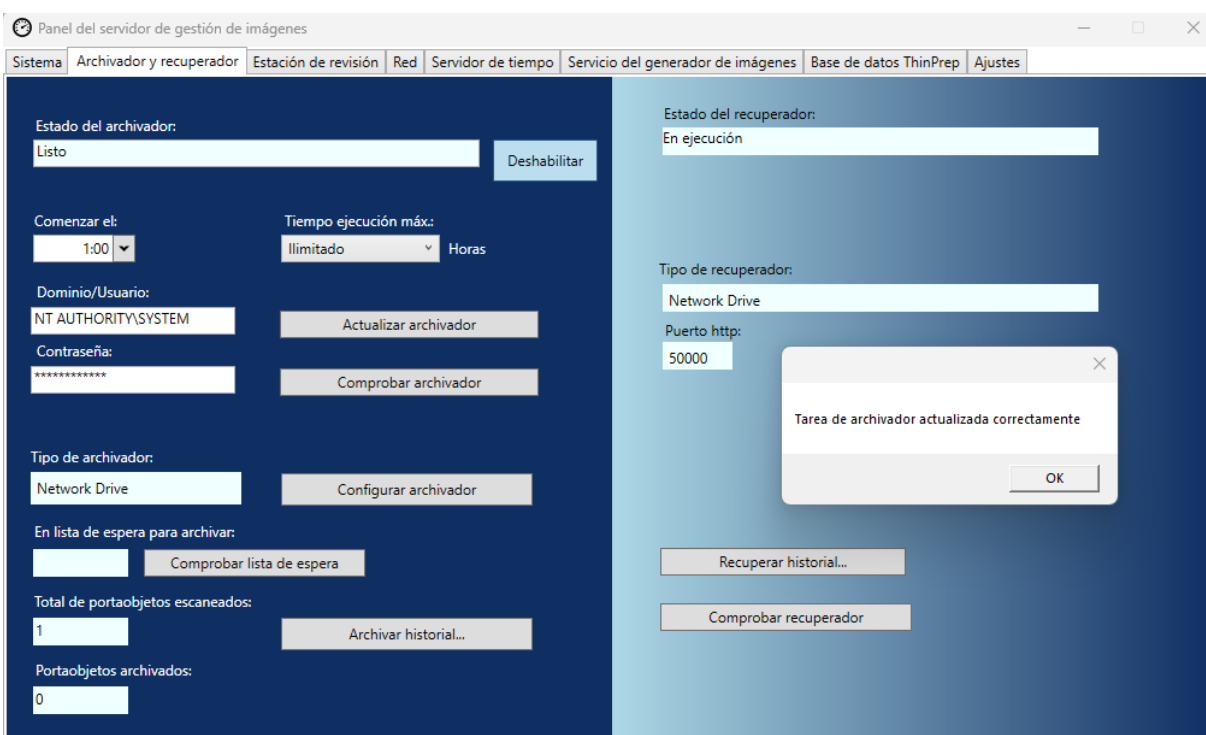 Panel del servidor de gestión de imágenes
Sistema
Archivador y recuperador
Estación de revisión
Red
Servidor de tiempo
Servicio del generador de imágenes
Base de datos ThinPrep
Ajustes
Estado del archivador:
Listo
Deshabilitar
Comenzar el:
Tiempo ejecución máx.:
1:00
Ilimitado
Horas
Dominio/Usuario:
NT AUTHORITY\SYSTEM
Actualizar archivador
Contraseña:
************
Comprobar archivador
Tipo de archivador:
Network Drive
Configurar archivador
En lista de espera para archivar:
Comprobar lista de espera
Total de portaobjetos escaneados:
1
Archivar historial...
Portaobjetos archivados:
0
Estado del recuperador:
En ejecución
Tipo de recuperador:
Network Drive
Puerto http:
50000
Tarea de archivador actualizada correctamente
OK
Recuperar historial...
Comprobar recuperador